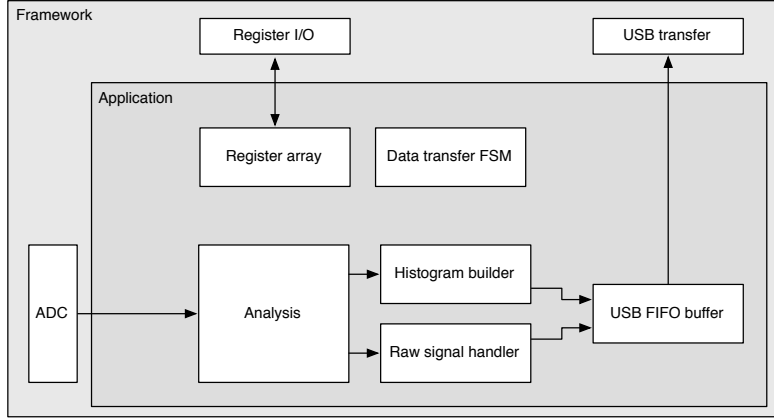 Framework
Register I/O
USB transfer
Application
Register array
Data transfer FSM
ADC
Analysis
Histogram builder
Raw signal handler
USB FIFO buffer